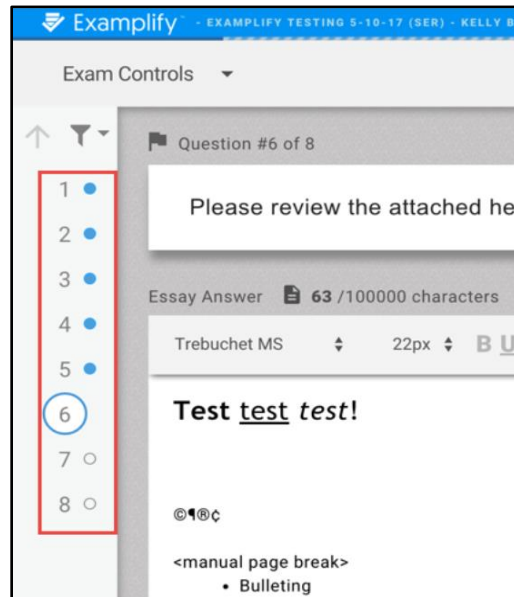 Examplify - EXAMPLIFY TESTING 5-10-17 (SER) - KELLY B
Exam Controls
Question #6 of 8
1
2
3
4
5
6
7
8
Please review the attached he
Essay Answer 63 /100000 characters
Trebuchet MS 22px B U
Test test test!
©¶®¢
<manual page break>
• Bulleting